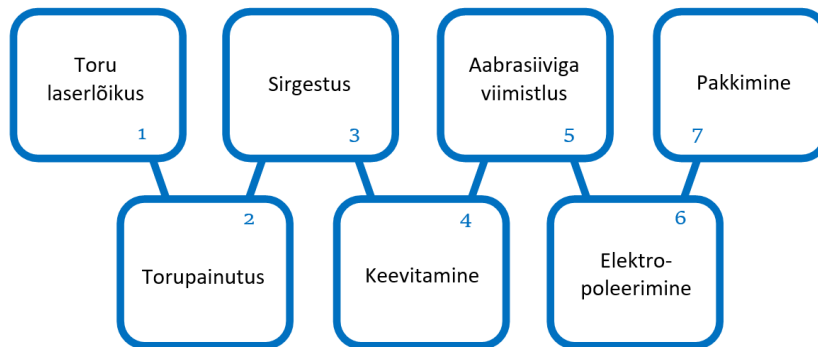 Toru
laserlõikus
1
Torupainutus
2
Sirgestus
3
Keevitamine
4
Aabrasiiviga
viimistlus
5
Elektro-
poleerimine
6
Pakkimine
7